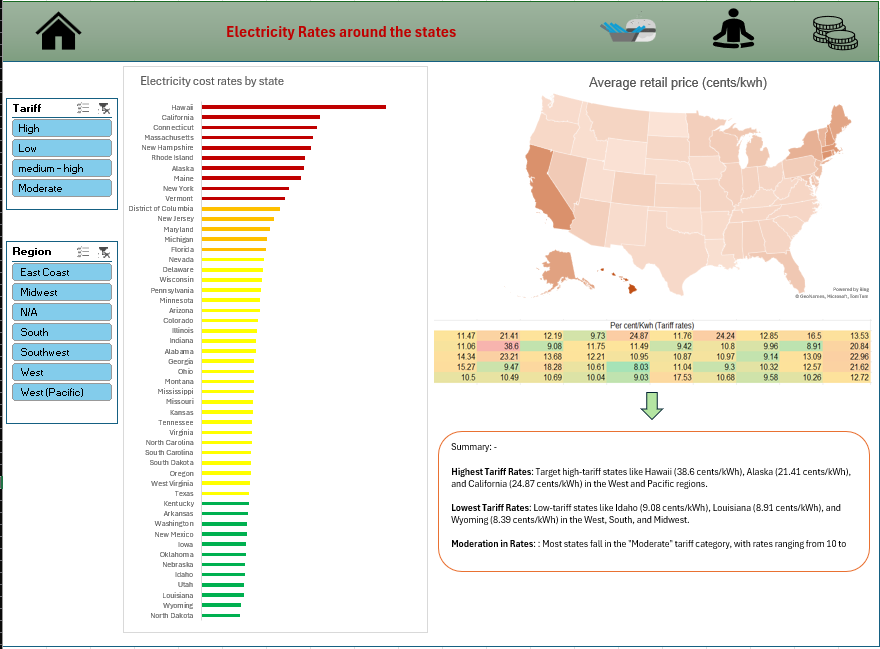 Electricity Rates around the states
Tariff
High
Low
medium - high
Moderate
Region
East Coast
Midwest
N/A
South
Southwest
West
West (Pacific)
Electricity cost rates by state
Hawaii
California
Connecticut
Massachusetts
New Hampshire
Rhode Island
Alaska
Maine
New York
Vermont
District of Columbia
New Jersey
Maryland
Michigan
Florida
Nevada
Delaware
Wisconsin
Pennsylvania
Minnesota
Arizona
Colorado
Illinois
Indiana
Alabama
Georgia
Ohio
Montana
Mississippi
Missouri
Kansas
Tennessee
Virginia
North Carolina
South Carolina
South Dakota
Oregon
West Virginia
Texas
Kentucky
Arkansas
Washington
New Mexico
Iowa
Oklahoma
Nebraska
Idaho
Utah
Louisiana
Wyoming
North Dakota
Average retail price (cents/kwh)
Powered by Bing
© GeoNames, Microsoft, TomTom
Per cent/Kwh (Tariff rates)
11.47 21.41 12.19 9.73 24.87 11.76 24.24 12.85 16.5 13.53
11.06 38.6 9.08 11.75 11.49 9.42 10.8 9.96 8.91 20.84
14.34 23.21 13.68 12.21 10.95 10.87 10.97 9.14 13.09 22.96
15.27 9.47 18.28 10.61 8.03 11.04 9.3 10.32 12.57 21.62
10.5 10.49 10.69 10.04 9.03 17.53 10.68 9.58 10.26 12.72
Summary: -
Highest Tariff Rates: Target high-tariff states like Hawaii (38.6 cents/kWh), Alaska (21.41 cents/kWh),
and California (24.87 cents/kWh) in the West and Pacific regions.
Lowest Tariff Rates: Low-tariff states like Idaho (9.08 cents/kWh), Louisiana (8.91 cents/kWh), and
Wyoming (8.39 cents/kWh) in the West, South, and Midwest.
Moderation in Rates: : Most states fall in the "Moderate" tariff category, with rates ranging from 10 to